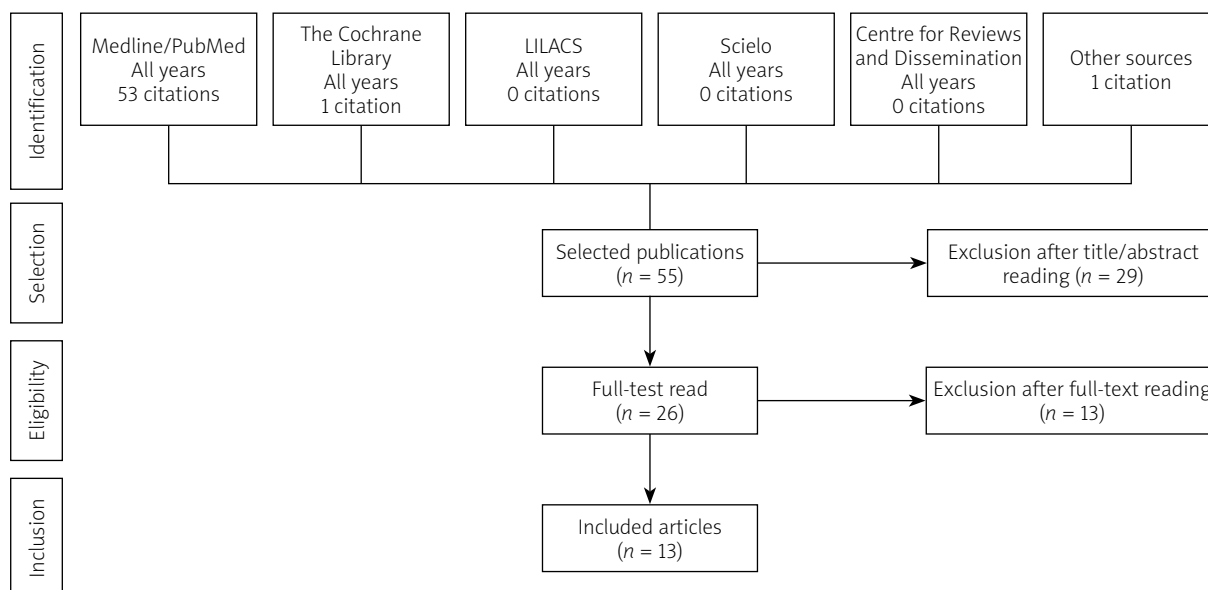 Identification
Medline/PubMed
All years
53 citations
The Cochrane
Library
All years
1 citation
LILACS
All years
0 citations
Scielo
All years
0 citations
Centre for Reviews
and Dissemination
All years
0 citations
Other sources
1 citation
Selection
Selected publications
(n = 55)
Exclusion after title/abstract
reading (n = 29)
Eligibility
Full-test read
(n = 26)
Exclusion after full-text reading
(n = 13)
Inclusion
Included articles
(n = 13)